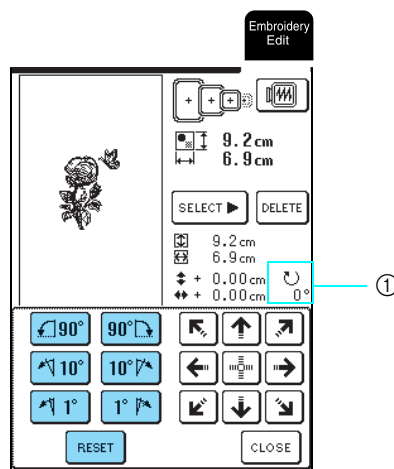 Embroidery
Edit
9.2cm
6.9cm
SELECT ▶ DELETE
9.2cm
6.9cm
+ 0.00cm
+ 0.00cm 0°
①
90° 90°
10° 10°
1° 1°
RESET CLOSE